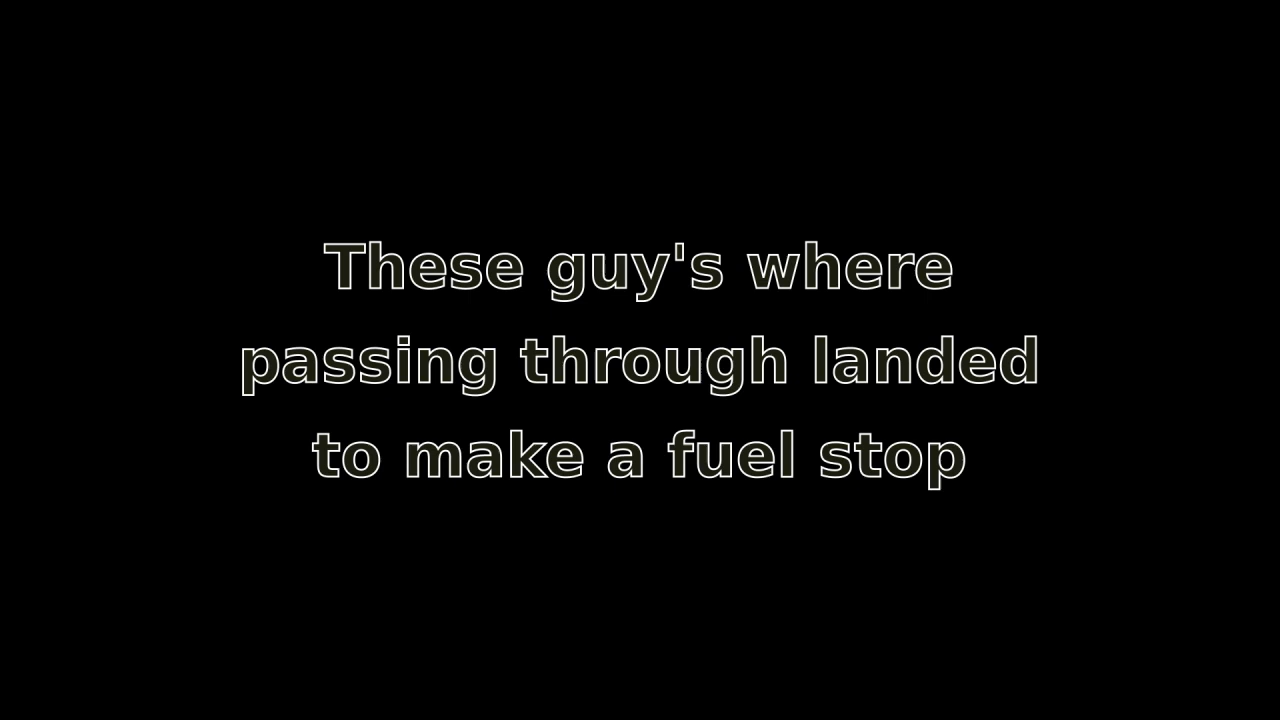 These guy's where
passing through landed
to make a fuel stop